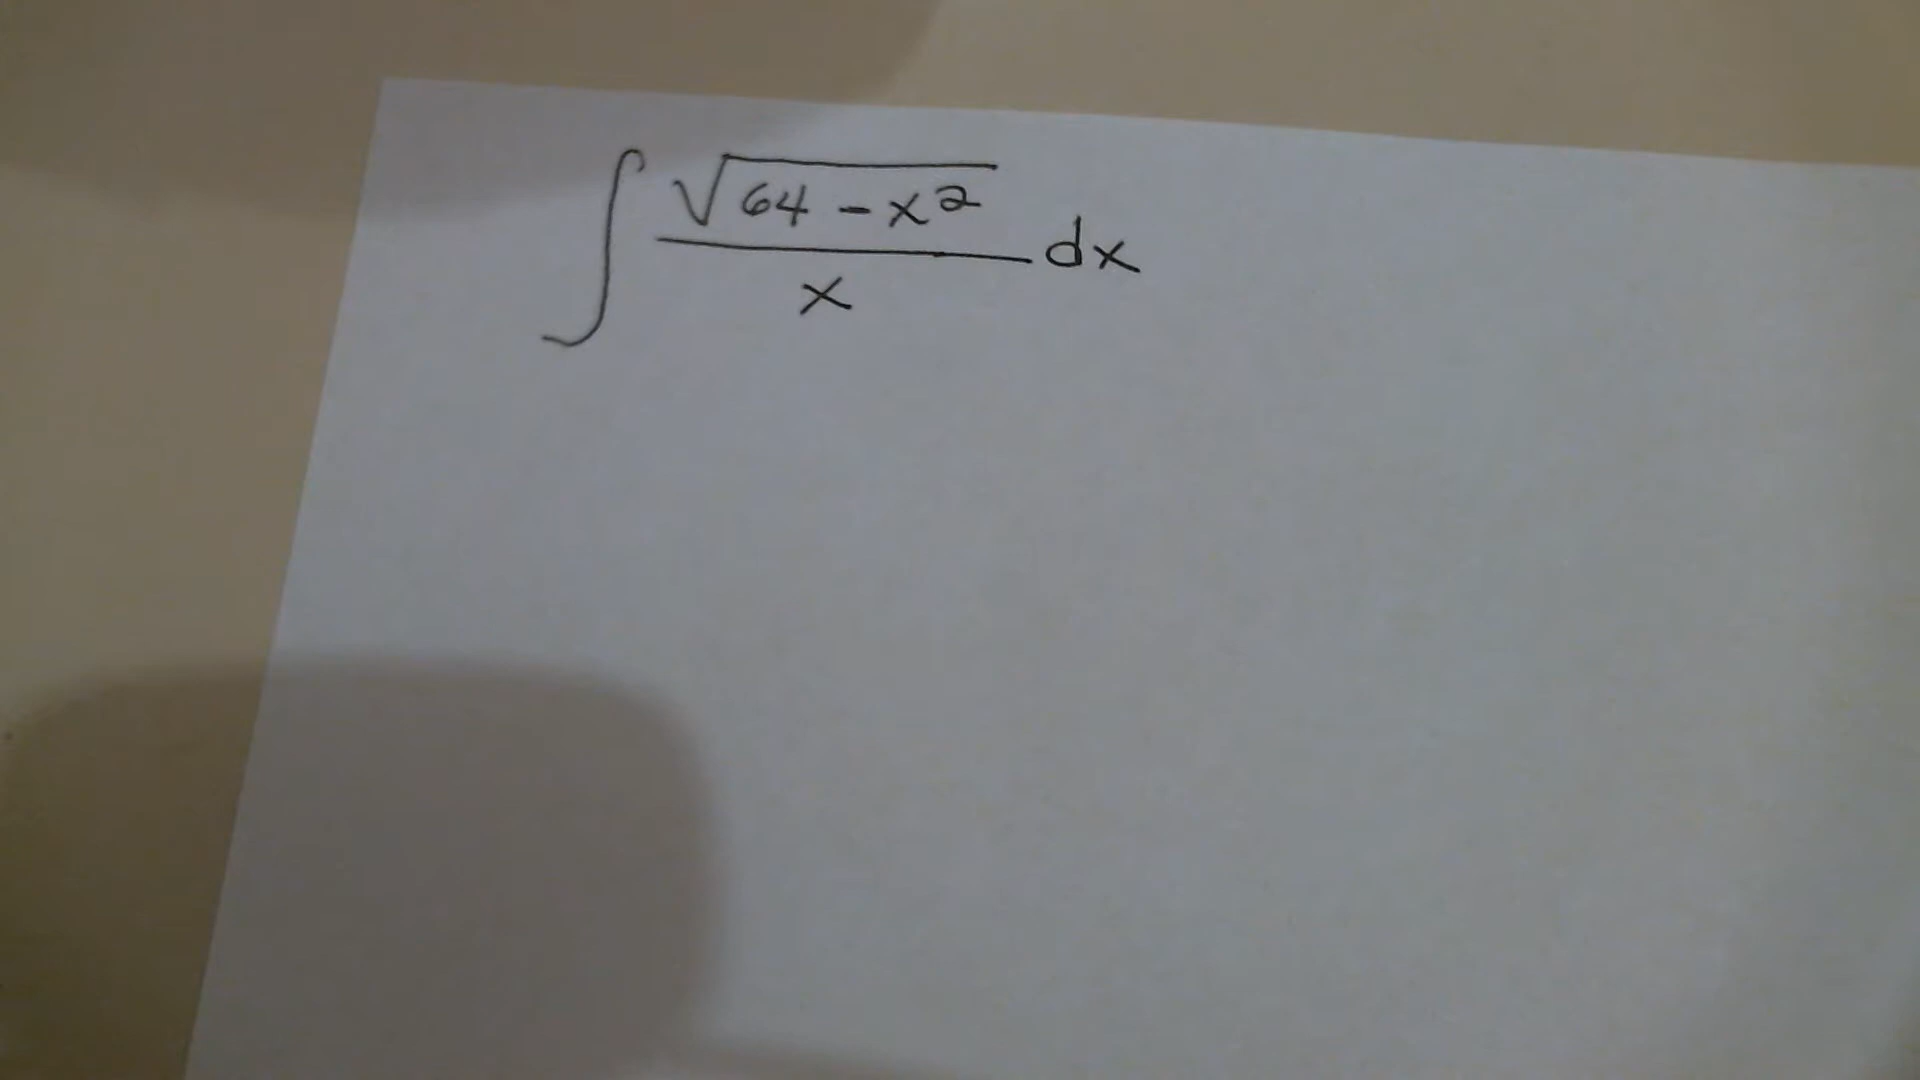 ∫ √(64 - x²) / x dx